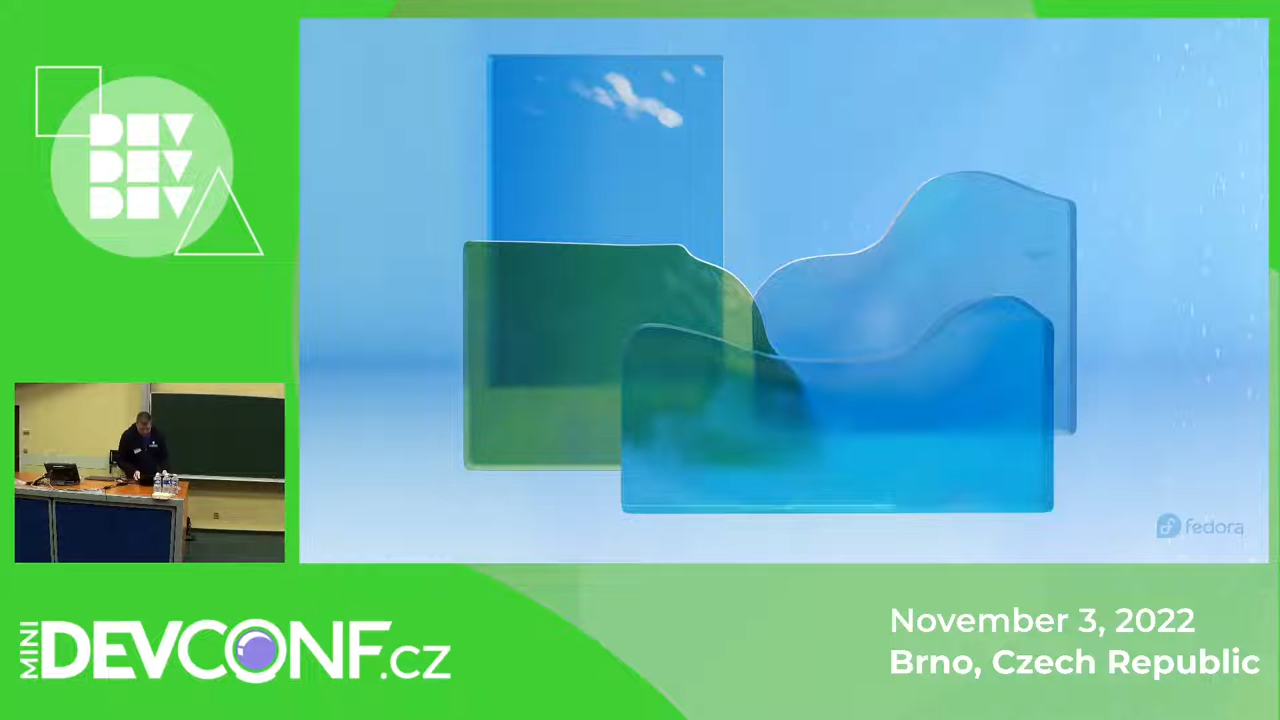 DEV
DEV
DEV
fedora
MINI
DEVCONF.CZ
November 3, 2022
Brno, Czech Republic